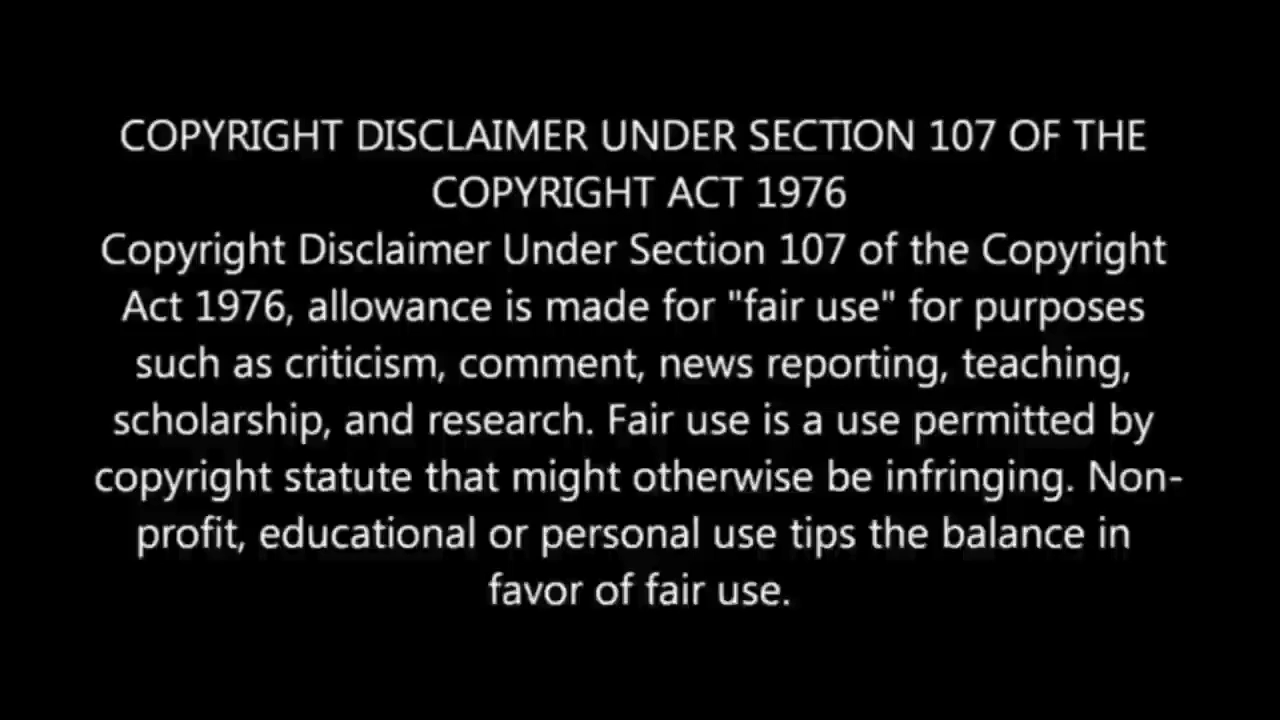 COPYRIGHT DISCLAIMER UNDER SECTION 107 OF THE
COPYRIGHT ACT 1976
Copyright Disclaimer Under Section 107 of the Copyright
Act 1976, allowance is made for "fair use" for purposes
such as criticism, comment, news reporting, teaching,
scholarship, and research. Fair use is a use permitted by
copyright statute that might otherwise be infringing. Non-
profit, educational or personal use tips the balance in
favor of fair use.